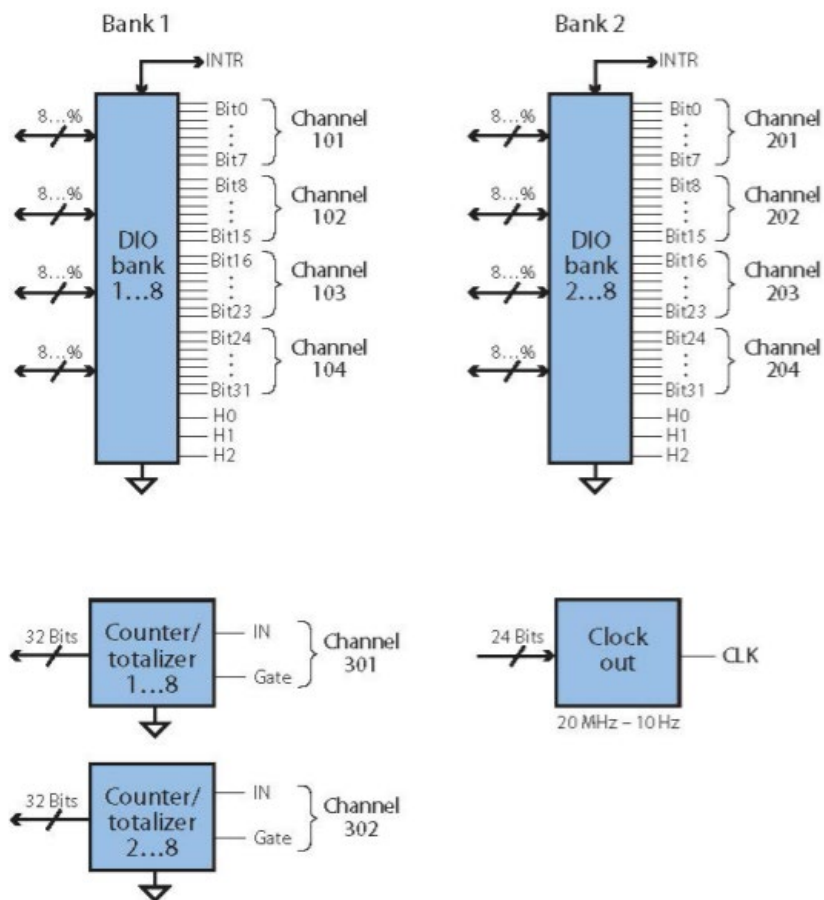 Bank 1
INTR
8...%
8...%
8...%
8...%
DIO
bank
1...8
Bit0
Bit7
Bit8
Bit15
Bit16
Bit23
Bit24
Bit31
H0
H1
H2
Channel
101
Channel
102
Channel
103
Channel
104
Bank 2
INTR
8...%
8...%
8...%
8...%
DIO
bank
2...8
Bit0
Bit7
Bit8
Bit15
Bit16
Bit23
Bit24
Bit31
H0
H1
H2
Channel
201
Channel
202
Channel
203
Channel
204
32 Bits
Counter/
totalizer
1...8
IN
Gate
Channel
301
24 Bits
Clock
out
CLK
20 MHz – 10 Hz
32 Bits
Counter/
totalizer
2...8
IN
Gate
Channel
302